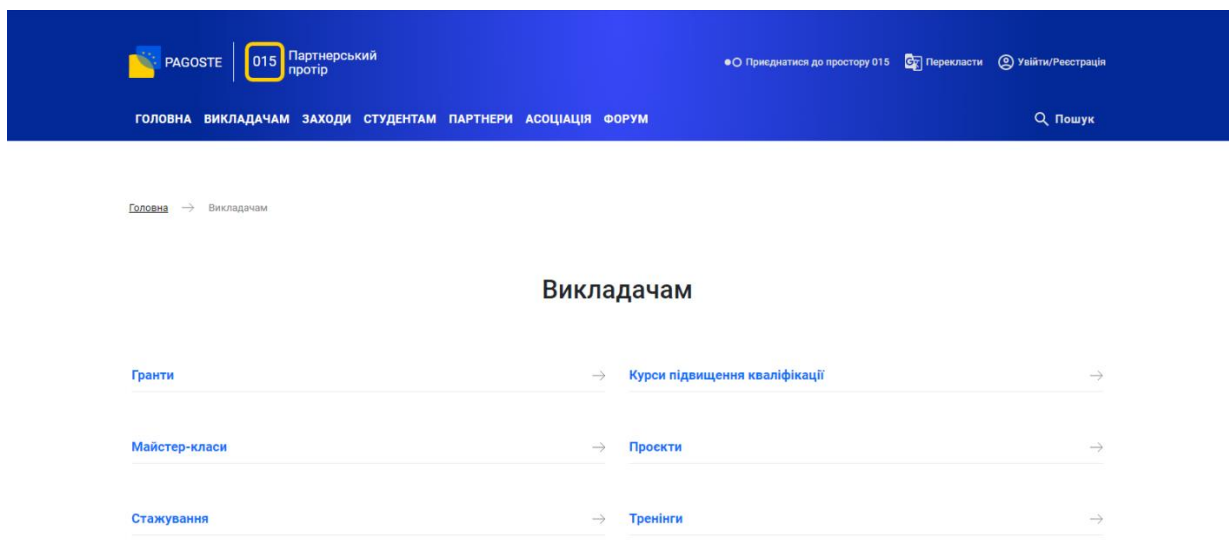 PAGOSTE
015
Партнерський
протір
Приєднатися до простору 015
Перекласти
Увійти/Реєстрація
ГОЛОВНА ВИКЛАДАЧАМ ЗАХОДИ СТУДЕНТАМ ПАРТНЕРИ АСОЦІАЦІЯ ФОРУМ
Пошук
Головна → Викладачам
Викладачам
Гранти →
Курси підвищення кваліфікації →
Майстер-класи →
Проєкти →
Стажування →
Тренінги →